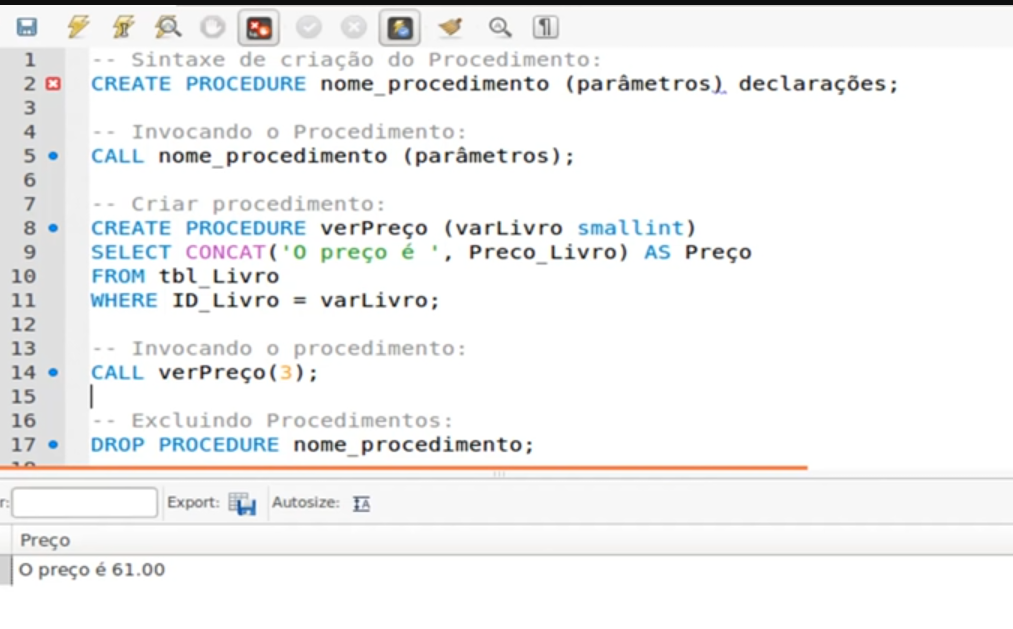 1 -- Sintaxe de criação do Procedimento:
2 CREATE PROCEDURE nome_procedimento (parâmetros) declarações;
3
4 -- Invocando o Procedimento:
5 CALL nome_procedimento (parâmetros);
6
7 -- Criar procedimento:
8 CREATE PROCEDURE verPreço (varLivro smallint)
9 SELECT CONCAT('O preço é ', Preco_Livro) AS Preço
10 FROM tbl_Livro
11 WHERE ID_Livro = varLivro;
12
13 -- Invocando o procedimento:
14 CALL verPreço(3);
15
16 -- Excluindo Procedimentos:
17 DROP PROCEDURE nome_procedimento;
r: Export: Autosize:
Preço
O preço é 61.00